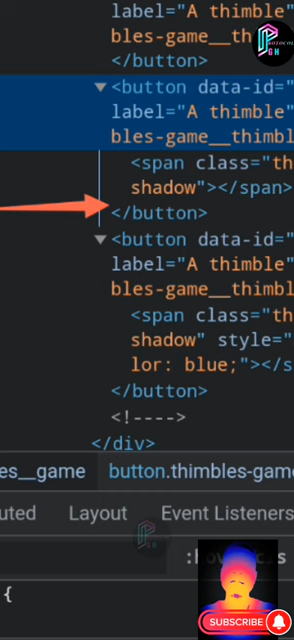 label="A thimble"
bles-game__th
</button>
PROTOCOL
GH
<button data-id="
label="A thimble"
bles-game__thimbl
<span class="th
shadow"></span>
</button>
<button data-id="
label="A thimble"
bles-game__thimbl
<span class="th
shadow" style="
lor: blue;"></s
</button>
<!---->
</div>
es__game
button.thimbles-game
uted
Layout
Event Listeners
{
SUBSCRIBE